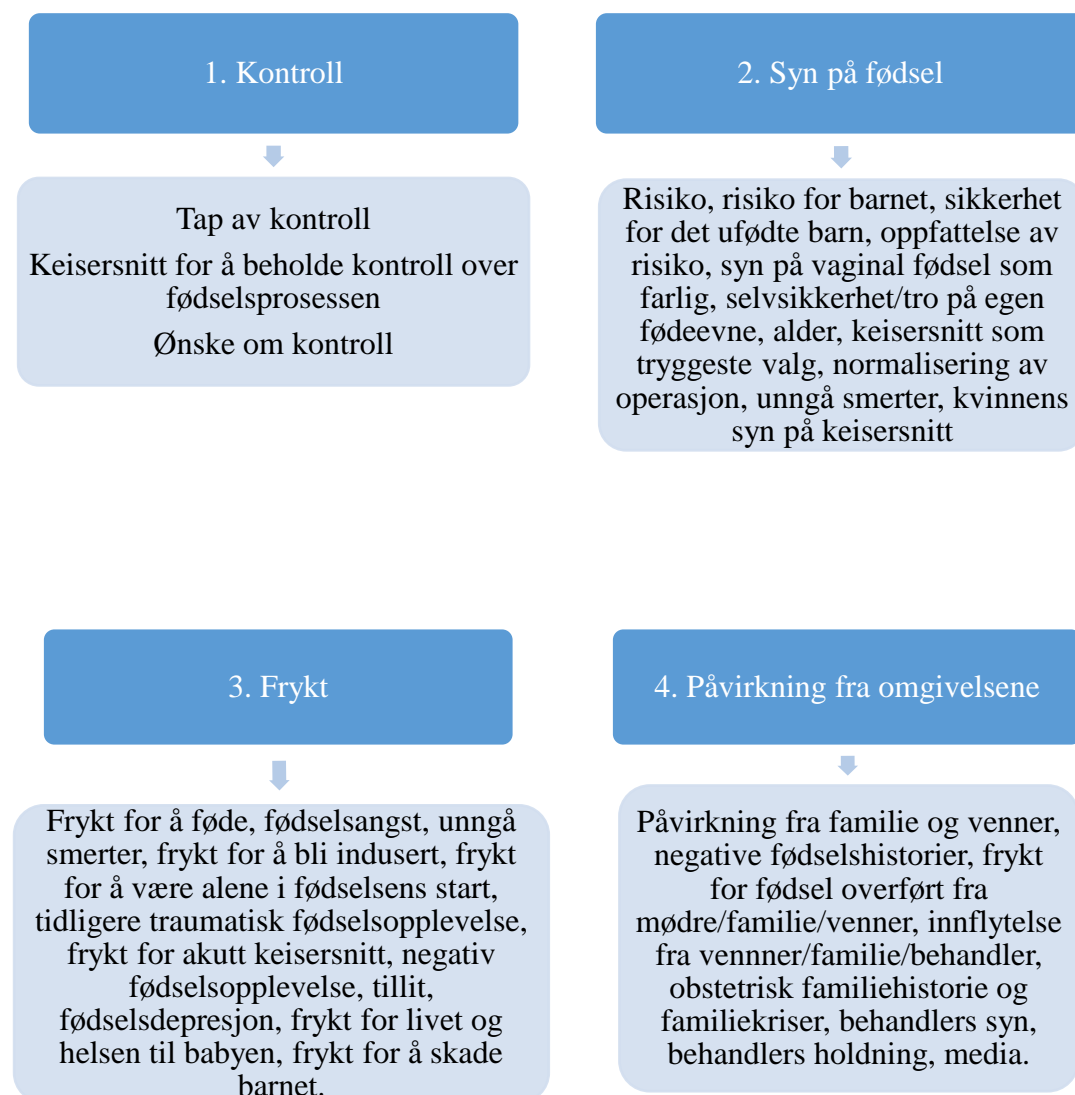 1. Kontroll
Tap av kontroll
Keisersnitt for å beholde kontroll over
fødselsprosessen
Ønske om kontroll
2. Syn på fødsel
Risiko, risiko for barnet, sikkerhet
for det ufødte barn, oppfattelse av
risiko, syn på vaginal fødsel som
farlig, selvsikkerhet/tro på egen
fødeevne, alder, keisersnitt som
tryggeste valg, normalisering av
operasjon, unngå smerter, kvinnens
syn på keisersnitt
3. Frykt
Frykt for å føde, fødselsangst, unngå
smerter, frykt for å bli indusert, frykt
for å være alene i fødselsens start,
tidligere traumatisk fødselsopplevelse,
frykt for akutt keisersnitt, negativ
fødselsopplevelse, tillit,
fødselsdepresjon, frykt for livet og
helsen til babyen, frykt for å skade
barnet.
4. Påvirkning fra omgivelsene
Påvirkning fra familie og venner,
negative fødselshistorier, frykt
for fødsel overført fra
mødre/familie/venner, innflytelse
fra vennner/familie/behandler,
obstetrisk familiehistorie og
familiekriser, behandlers syn,
behandlers holdning, media.